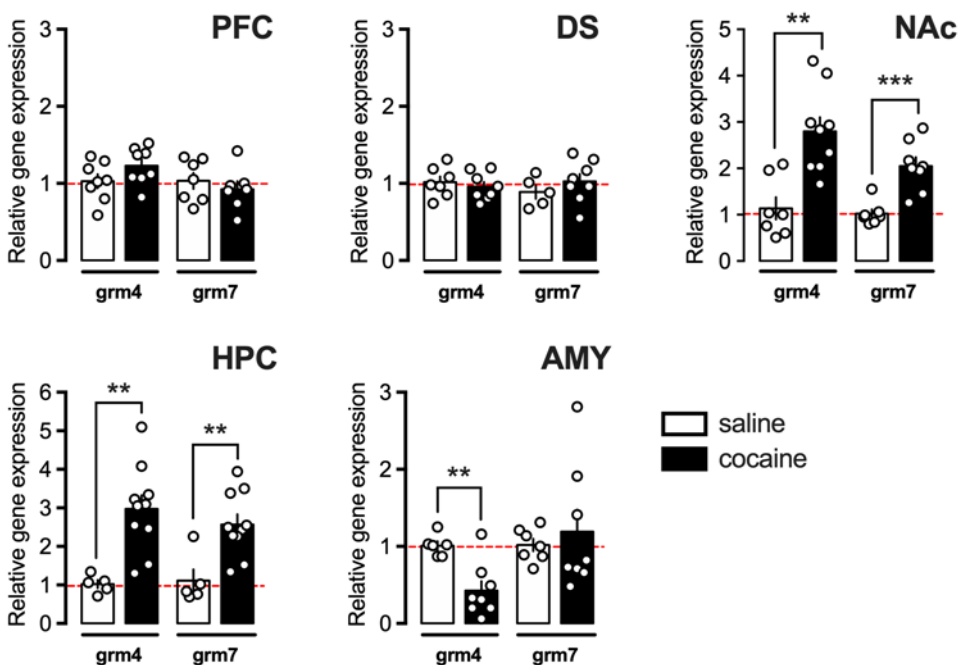 PFC
Relative gene expression
3
2
1
0
grm4
grm7
DS
Relative gene expression
3
2
1
0
grm4
grm7
NAc
Relative gene expression
5
4
3
2
1
0
**
***
grm4
grm7
HPC
Relative gene expression
6
5
4
3
2
1
0
**
**
grm4
grm7
AMY
Relative gene expression
3
2
1
0
**
grm4
grm7
saline
cocaine